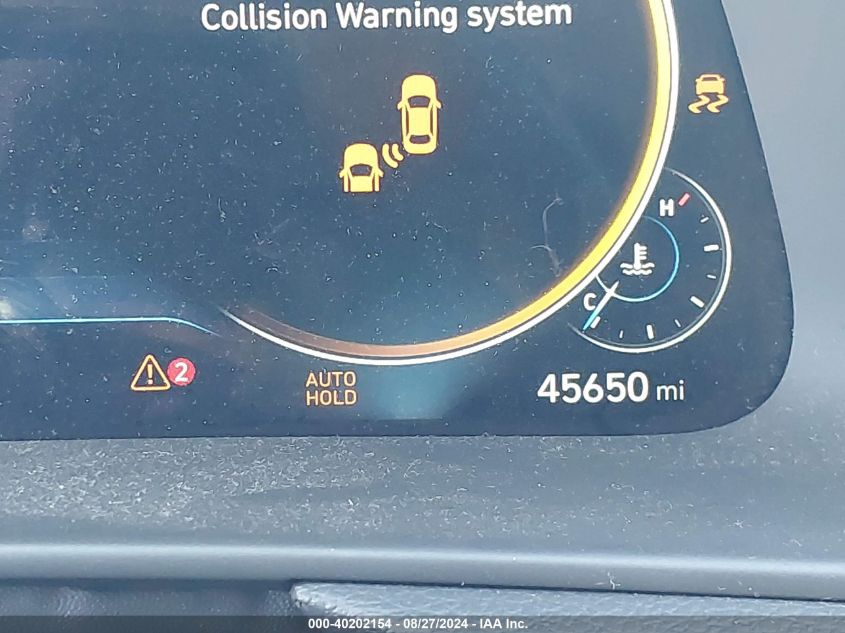 Collision Warning system
H
C
2
AUTO
HOLD
45650 mi
000-40202154 - 08/27/2024 - IAA Inc.